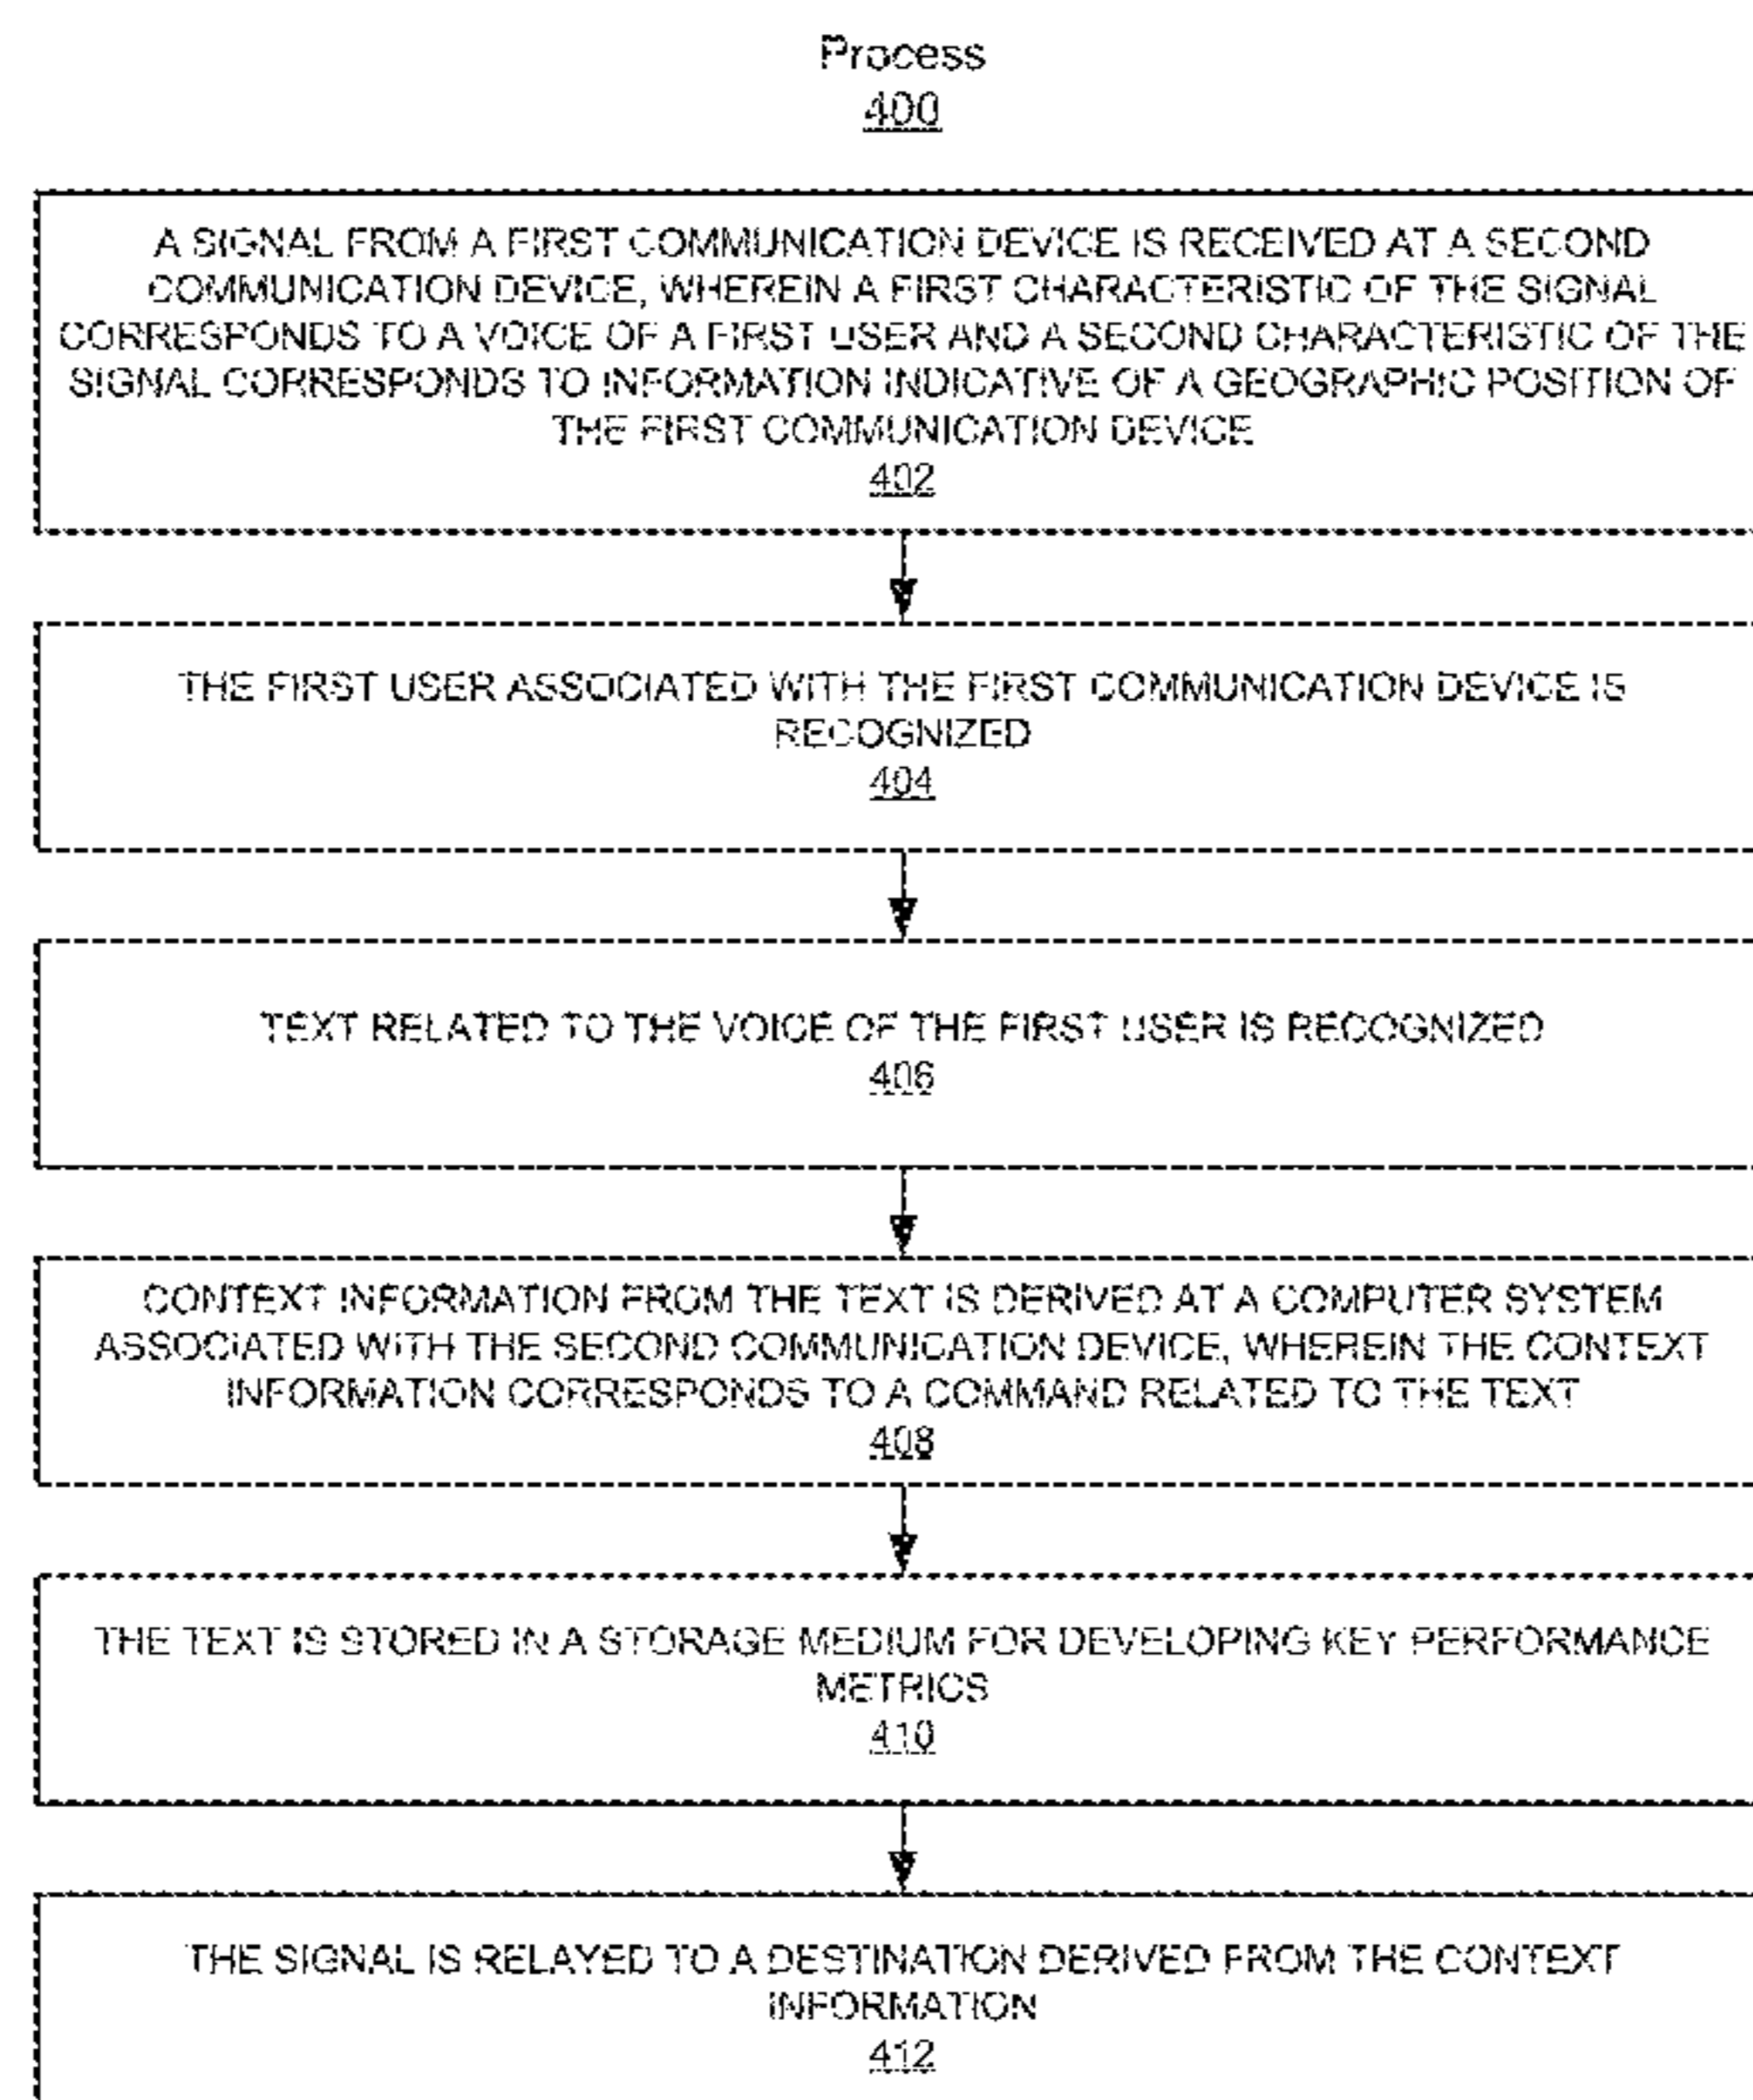 Process
400
A SIGNAL FROM A FIRST COMMUNICATION DEVICE IS RECEIVED AT A SECOND
COMMUNICATION DEVICE, WHEREIN A FIRST CHARACTERISTIC OF THE SIGNAL
CORRESPONDS TO A VOICE OF A FIRST USER AND A SECOND CHARACTERISTIC OF THE
SIGNAL CORRESPONDS TO INFORMATION INDICATIVE OF A GEOGRAPHIC POSITION OF
THE FIRST COMMUNICATION DEVICE
402
THE FIRST USER ASSOCIATED WITH THE FIRST COMMUNICATION DEVICE IS
RECOGNIZED
404
TEXT RELATED TO THE VOICE OF THE FIRST USER IS RECOGNIZED
406
CONTEXT INFORMATION FROM THE TEXT IS DERIVED AT A COMPUTER SYSTEM
ASSOCIATED WITH THE SECOND COMMUNICATION DEVICE, WHEREIN THE CONTEXT
INFORMATION CORRESPONDS TO A COMMAND RELATED TO THE TEXT
408
THE TEXT IS STORED IN A STORAGE MEDIUM FOR DEVELOPING KEY PERFORMANCE
METRICS
410
THE SIGNAL IS RELAYED TO A DESTINATION DERIVED FROM THE CONTEXT
INFORMATION
412